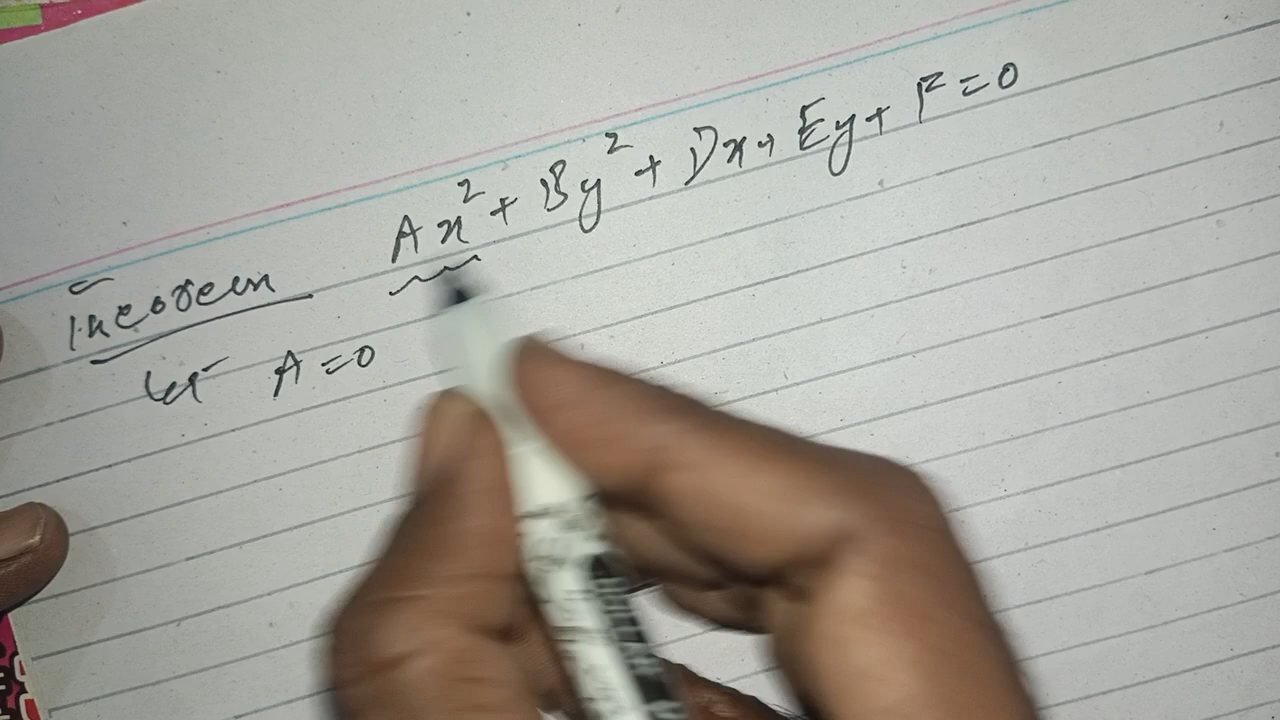 Theorem Ax² + By² + Dx + Ey + F = 0
Let A = 0